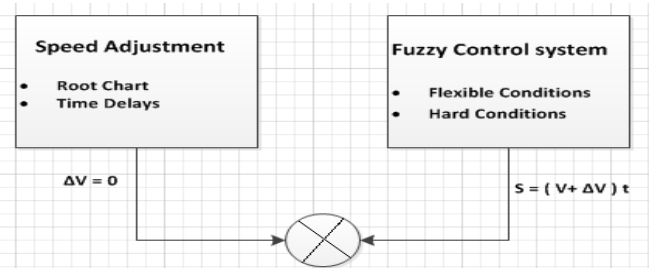 Speed Adjustment
• Root Chart
• Time Delays
ΔV = 0
Fuzzy Control system
• Flexible Conditions
• Hard Conditions
S = ( V+ ΔV ) t